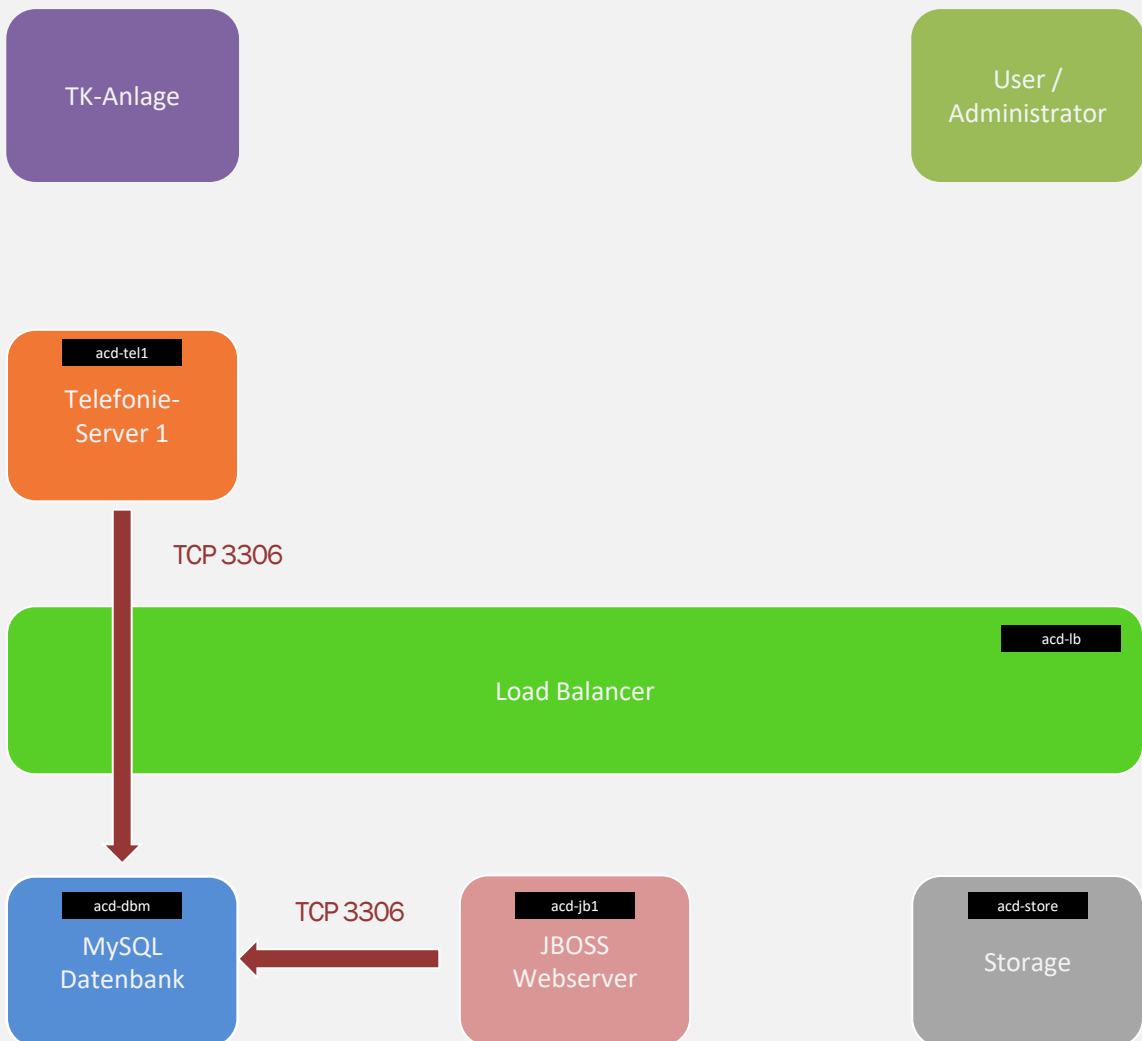 TK-Anlage
User /
Administrator
acd-tel1
Telefonie-
Server 1
TCP 3306
acd-lb
Load Balancer
acd-dbm
MySQL
Datenbank
TCP 3306
acd-jb1
JBOSS
Webserver
acd-store
Storage